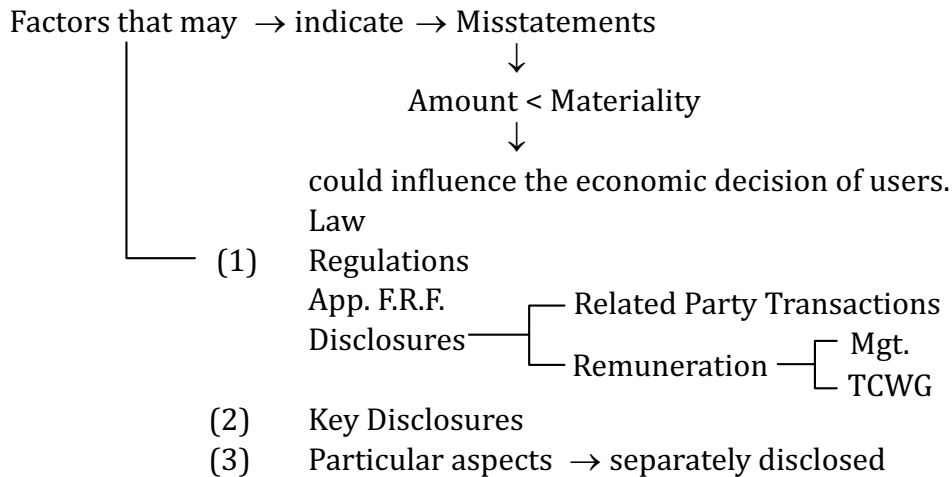 Factors that may → indicate → Misstatements
↓
Amount < Materiality
↓
could influence the economic decision of users.
Law
(1) Regulations
App. F.R.F.
Related Party Transactions
Disclosures
Mgt.
Remuneration
TCWG
(2) Key Disclosures
(3) Particular aspects → separately disclosed